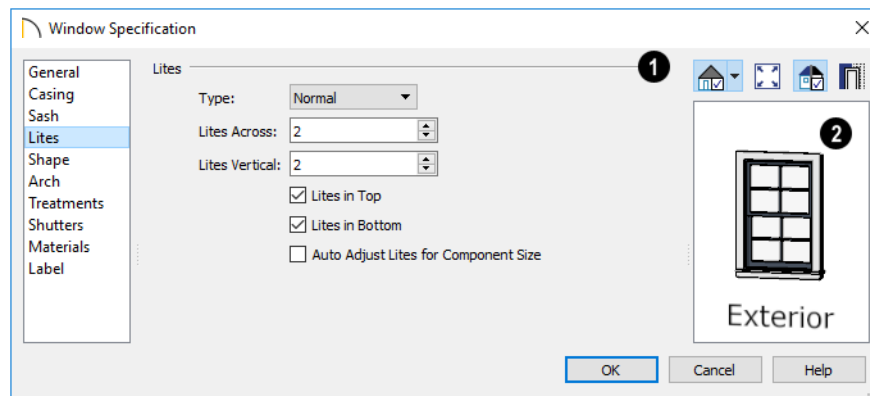 Window Specification
General
Casing
Sash
Lites
Shape
Arch
Treatments
Shutters
Materials
Label
Lites
Type: Normal
Lites Across: 2
Lites Vertical: 2
Lites in Top
Lites in Bottom
Auto Adjust Lites for Component Size
1
2
Exterior
OK
Cancel
Help